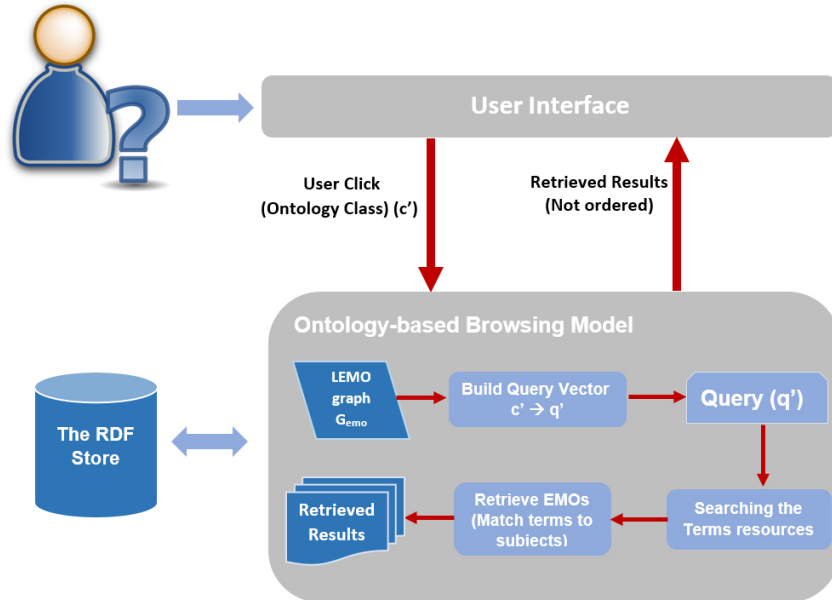 User Interface
User Click
(Ontology Class) (c’)
Retrieved Results
(Not ordered)
Ontology-based Browsing Model
LEMO
graph
Gemo
Build Query Vector
c’ → q’
Query (q’)
The RDF
Store
Retrieved
Results
Retrieve EMOs
(Match terms to
subjects)
Searching the
Terms resources
?